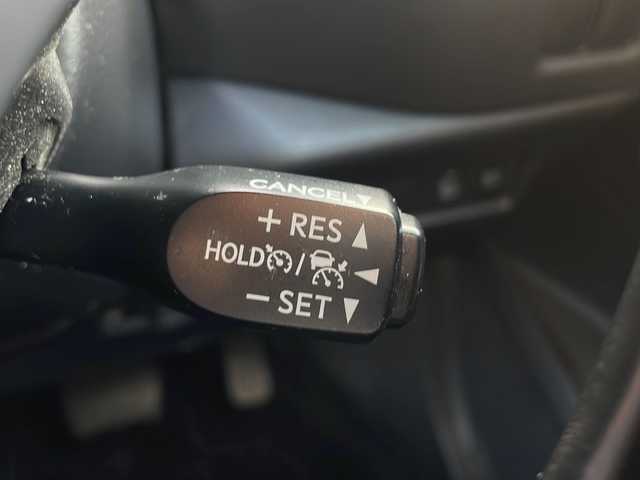 CANCEL
+ RES
HOLD /
− SET